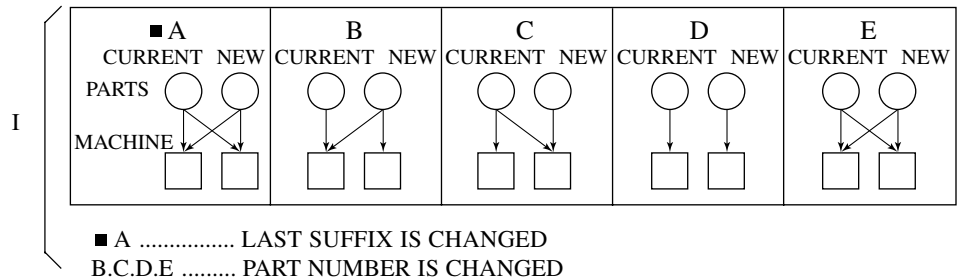 ■ A B C D E
CURRENT NEW CURRENT NEW CURRENT NEW CURRENT NEW CURRENT NEW
PARTS
I
MACHINE
■ A ................ LAST SUFFIX IS CHANGED
B.C.D.E ......... PART NUMBER IS CHANGED